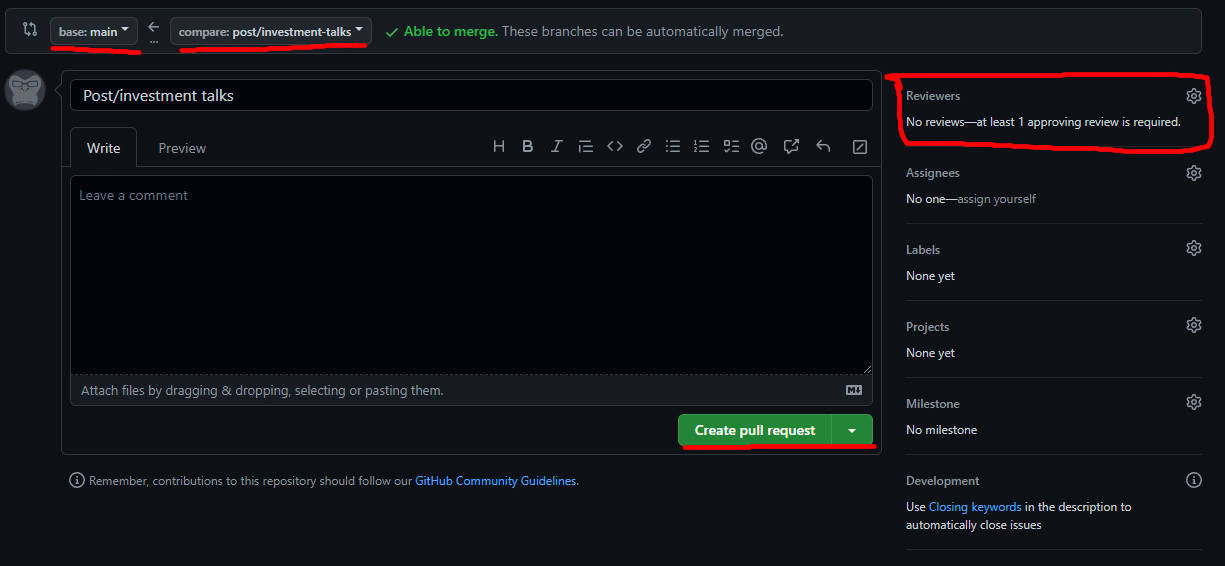 base: main
compare: post/investment-talks
Able to merge. These branches can be automatically merged.
Post/investment talks
Write
Preview
Leave a comment
Attach files by dragging & dropping, selecting or pasting them.
Create pull request
Remember, contributions to this repository should follow our GitHub Community Guidelines.
Reviewers
No reviews—at least 1 approving review is required.
Assignees
No one—assign yourself
Labels
None yet
Projects
None yet
Milestone
No milestone
Development
Use Closing keywords in the description to
automatically close issues